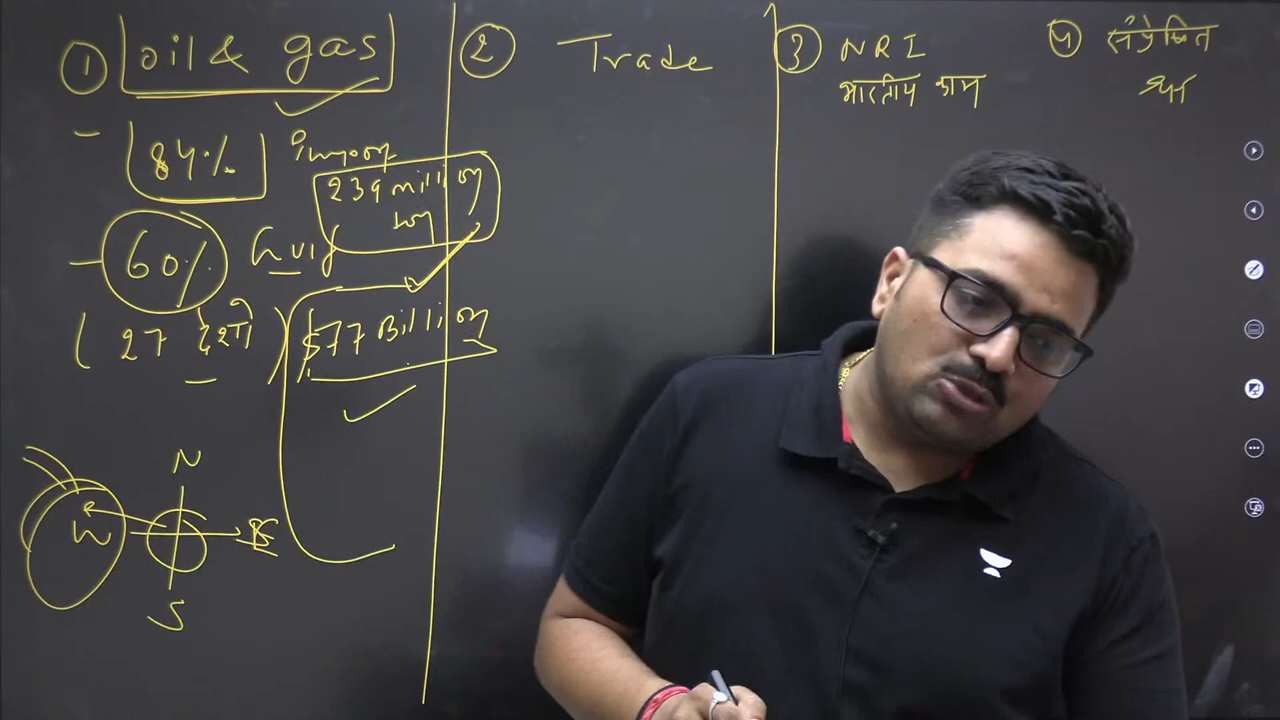 ① oil & gas
- 84% Import
239 million
ton
- 60% Gulf
(27 देशो)
$77 Billion
N
W
E
S
② Trade
③ NRI
भारतीय काम
④ संप्रेषित